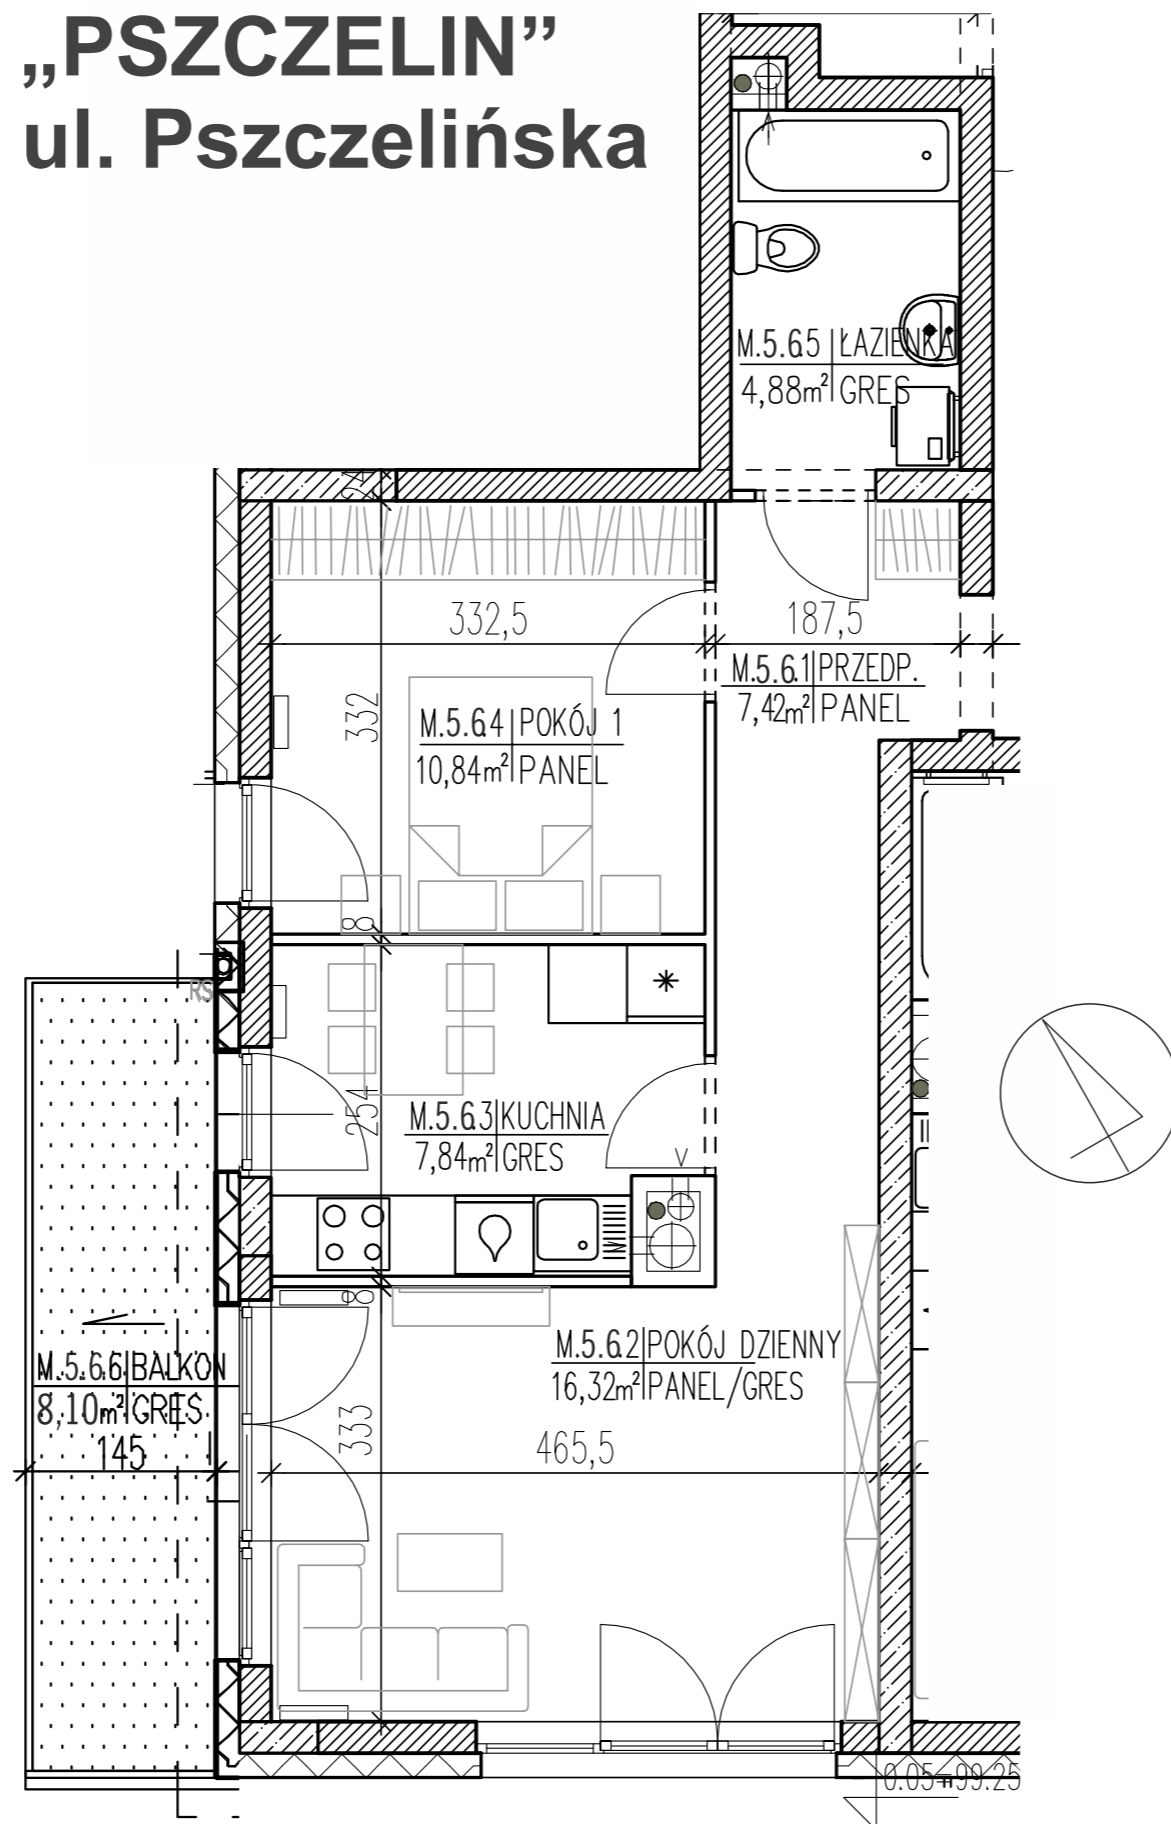 „PSZCZELIN”
ul. Pszczelińska
M.5.6.5 ŁAZIENKA
4,88m² GRES
24
332,5
187,5
M.5.6.1 PRZEDP.
7,42m² PANEL
332
M.5.6.4 POKÓJ 1
10,84m² PANEL
8
RS
254
M.5.6.3 KUCHNIA
7,84m² GRES
8
M.5.6.2 POKÓJ DZIENNY
16,32m² PANEL/GRES
M.5.6.6 BALKON
8,10m² GRES
145
333
465,5
0.05=99.25